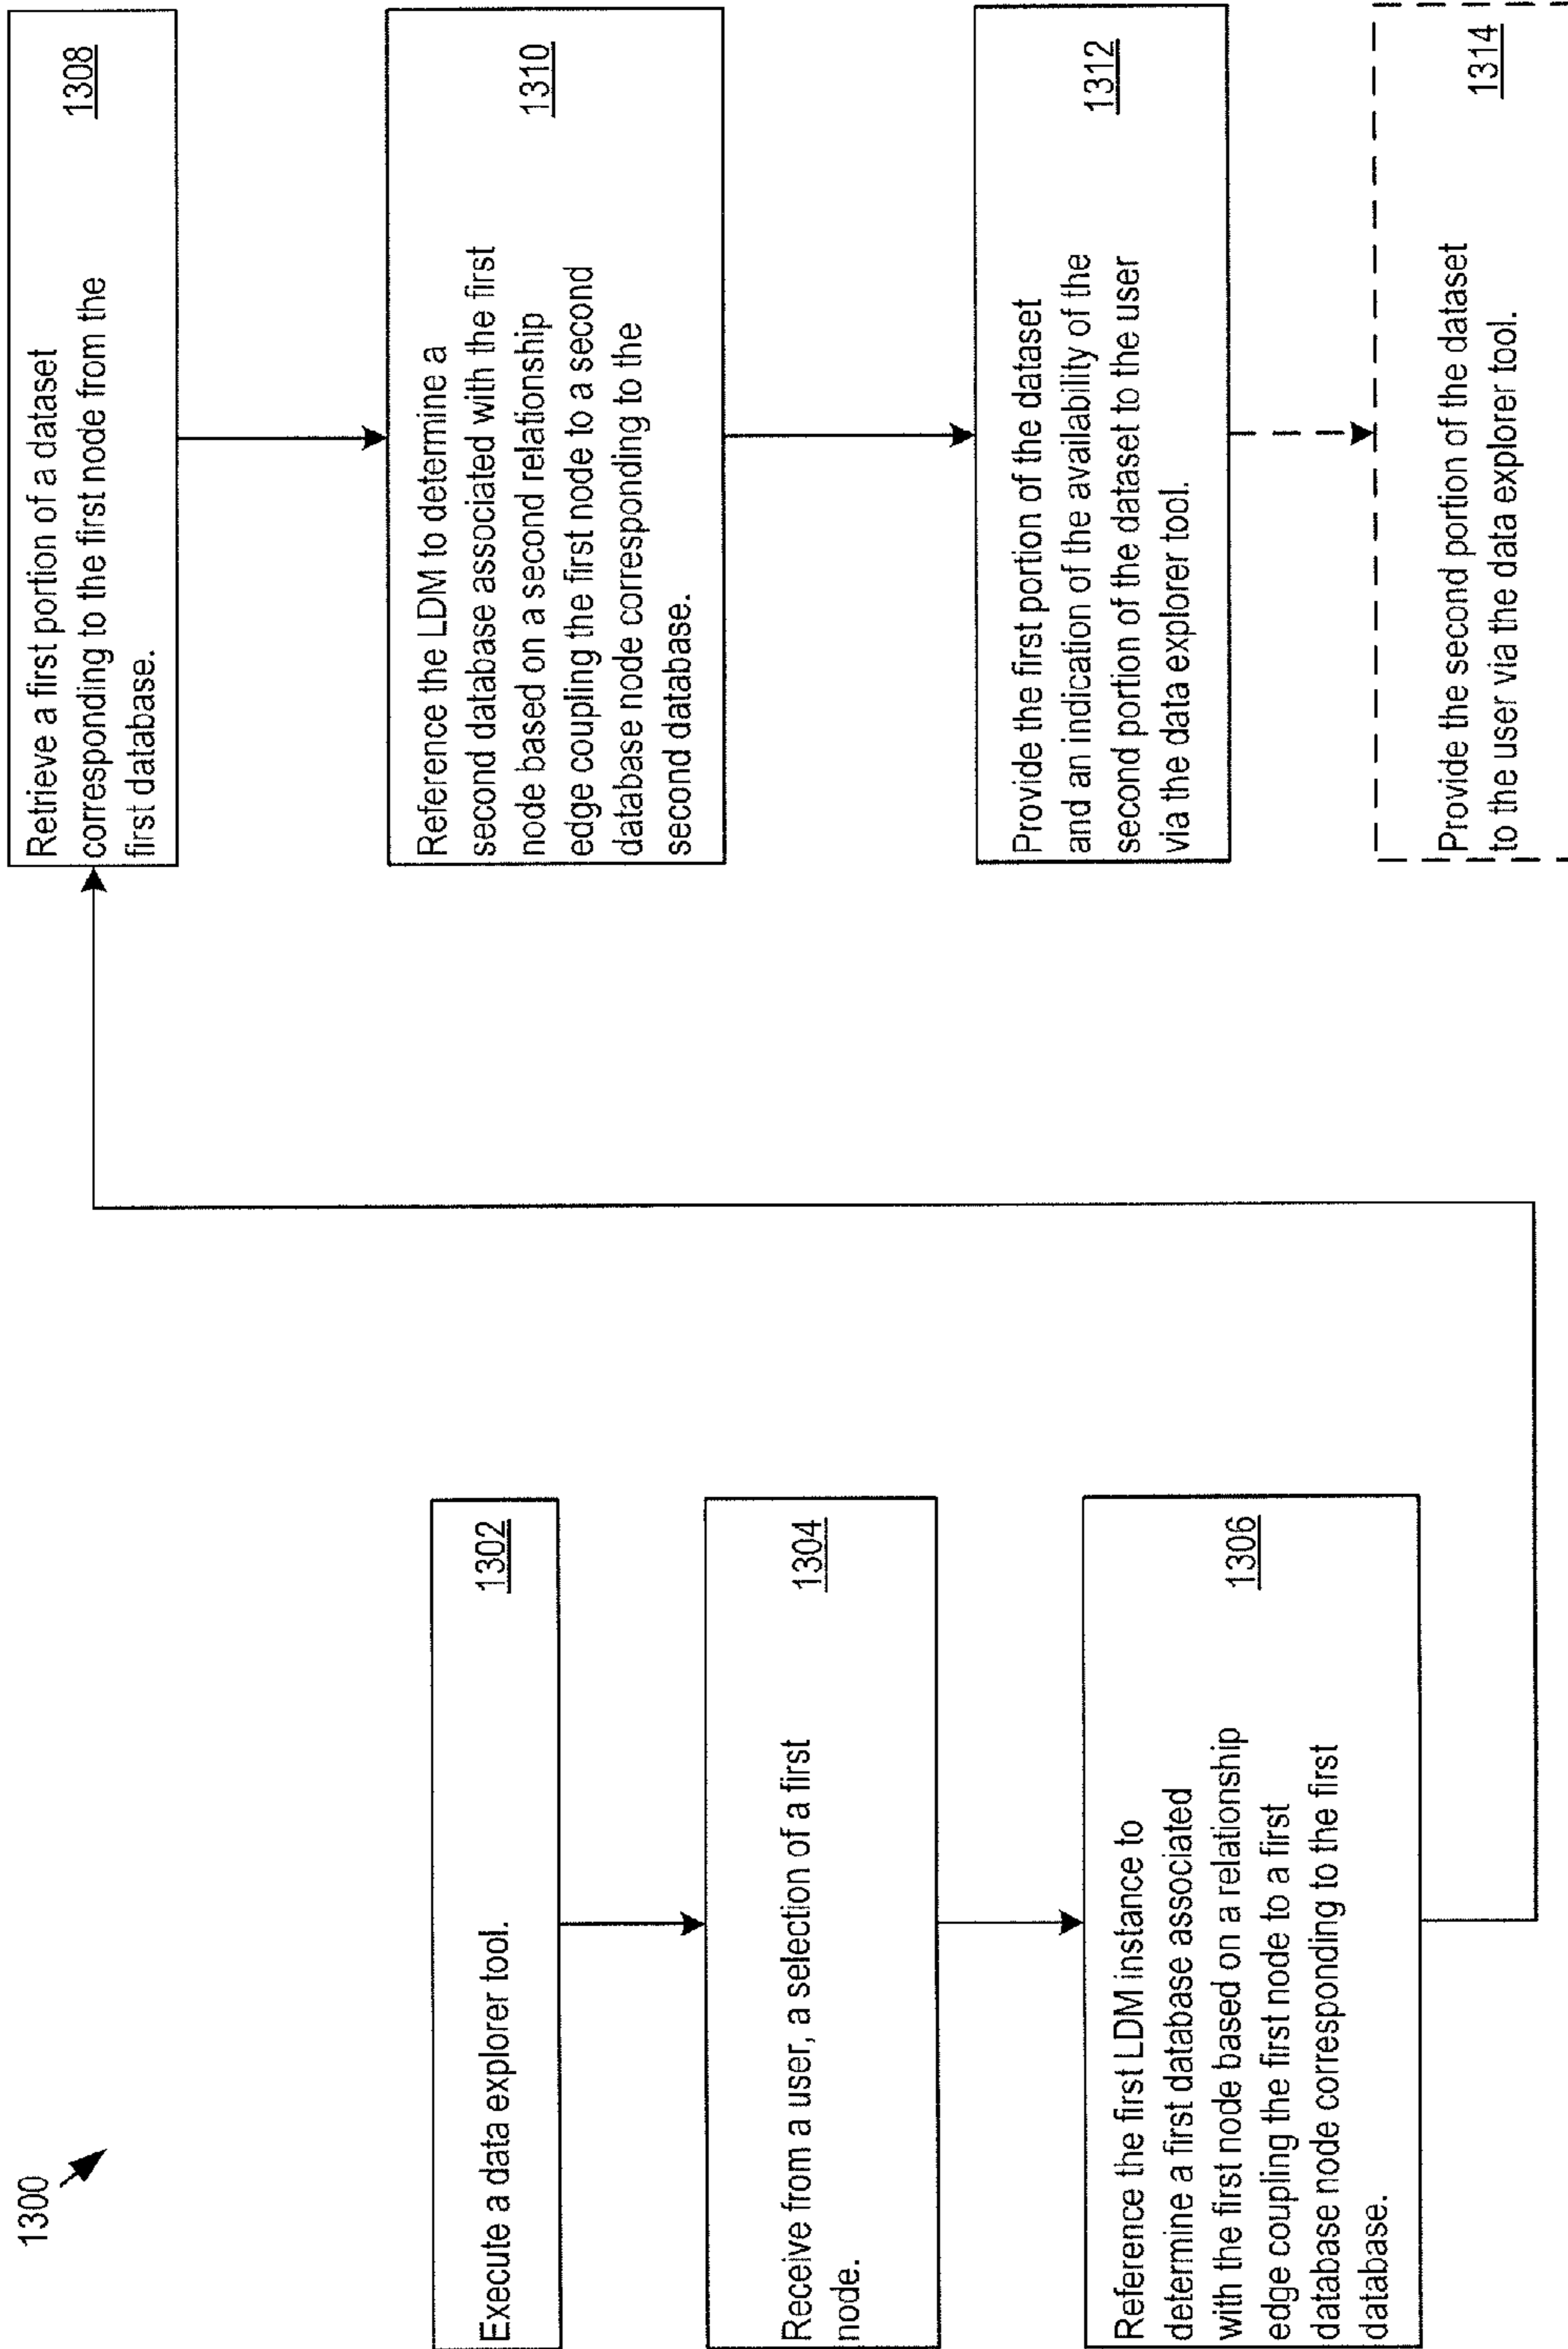 1300
Execute a data explorer tool.
1302
Receive from a user, a selection of a first
node.
1304
Reference the first LDM instance to
determine a first database associated
with the first node based on a relationship
edge coupling the first node to a first
database node corresponding to the first
database.
1306
Retrieve a first portion of a dataset
corresponding to the first node from the
first database.
1308
Reference the LDM to determine a
second database associated with the first
node based on a second relationship
edge coupling the first node to a second
database node corresponding to the
second database.
1310
Provide the first portion of the dataset
and an indication of the availability of the
second portion of the dataset to the user
via the data explorer tool.
1312
Provide the second portion of the dataset
to the user via the data explorer tool.
1314